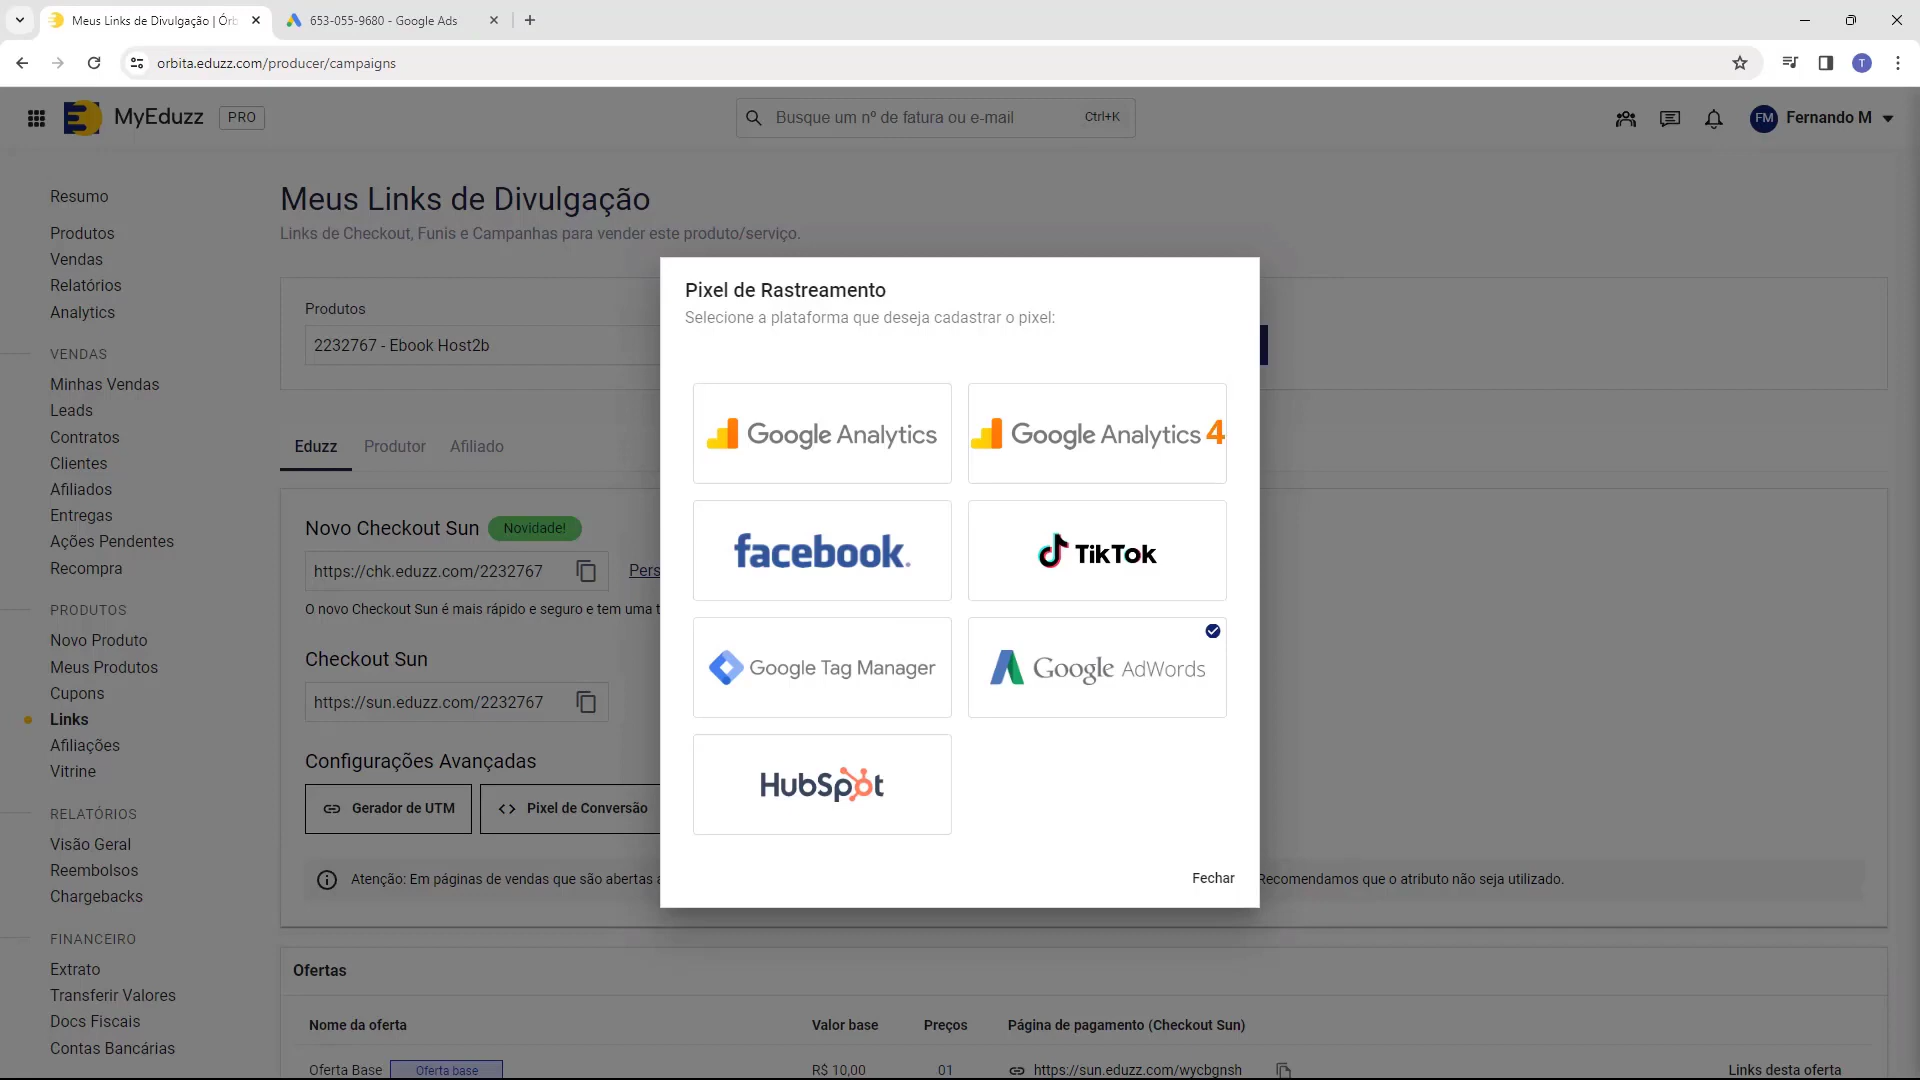 Meus Links de Divulgação | Órb
653-055-9680 - Google Ads
orbita.eduzz.com/producer/campaigns
T
MyEduzz
PRO
Busque um nº de fatura ou e-mail
Ctrl+K
FM
Fernando M
Resumo
Produtos
Vendas
Relatórios
Analytics
VENDAS
Minhas Vendas
Leads
Contratos
Clientes
Afiliados
Entregas
Ações Pendentes
Recompra
PRODUTOS
Novo Produto
Meus Produtos
Cupons
Links
Afiliações
Vitrine
RELATÓRIOS
Visão Geral
Reembolsos
Chargebacks
FINANCEIRO
Extrato
Transferir Valores
Docs Fiscais
Contas Bancárias
Meus Links de Divulgação
Links de Checkout, Funis e Campanhas para vender este produto/serviço.
Produtos
2232767 - Ebook Host2b
Eduzz
Produtor
Afiliado
Novo Checkout Sun
Novidade!
https://chk.eduzz.com/2232767
Pers
O novo Checkout Sun é mais rápido e seguro e tem uma t
Checkout Sun
https://sun.eduzz.com/2232767
Configurações Avançadas
Gerador de UTM
Pixel de Conversão
Atenção: Em páginas de vendas que são abertas a
Recomendamos que o atributo não seja utilizado.
Pixel de Rastreamento
Selecione a plataforma que deseja cadastrar o pixel:
Google Analytics
Google Analytics 4
facebook.
TikTok
Google Tag Manager
Google AdWords
HubSpot
Fechar
Ofertas
Nome da oferta
Valor base
Preços
Página de pagamento (Checkout Sun)
Oferta Base
Oferta base
R$ 10,00
01
https://sun.eduzz.com/wycbgnsh
Links desta oferta